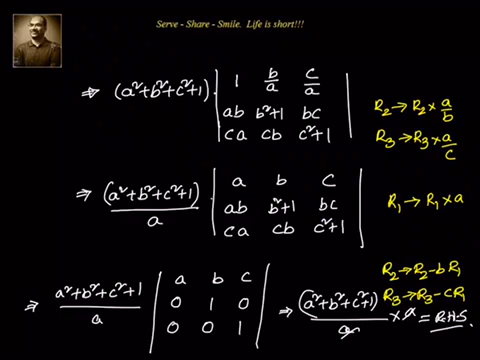 Serve - Share - Smile. Life is short!!!
⇒ (a²+b²+c²+1) · | 1 b/a c/a |
| ab b²+1 bc |
| ca cb c²+1 |
R₂→R₂×a/b
R₃→R₃×a/c
⇒ (a²+b²+c²+1)/a · | a b c |
| ab b²+1 bc |
| ca cb c²+1 |
R₁→R₁×a
⇒ a²+b²+c²+1/a | a b c |
| 0 1 0 |
| 0 0 1 |
R₂→R₂-bR₁
R₃→R₃-cR₁
⇒ (a²+b²+c²+1)/a × a = R.H.S.